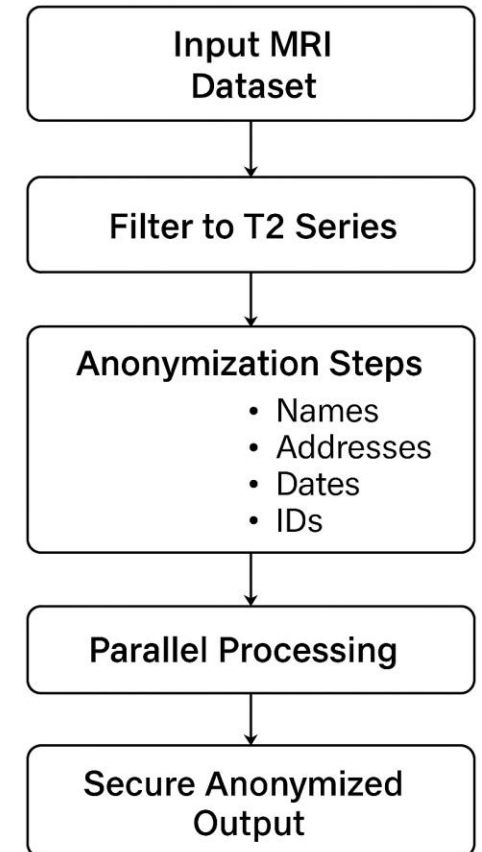 Input MRI
Dataset
Filter to T2 Series
Anonymization Steps
• Names
• Addresses
• Dates
• IDs
Parallel Processing
Secure Anonymized
Output